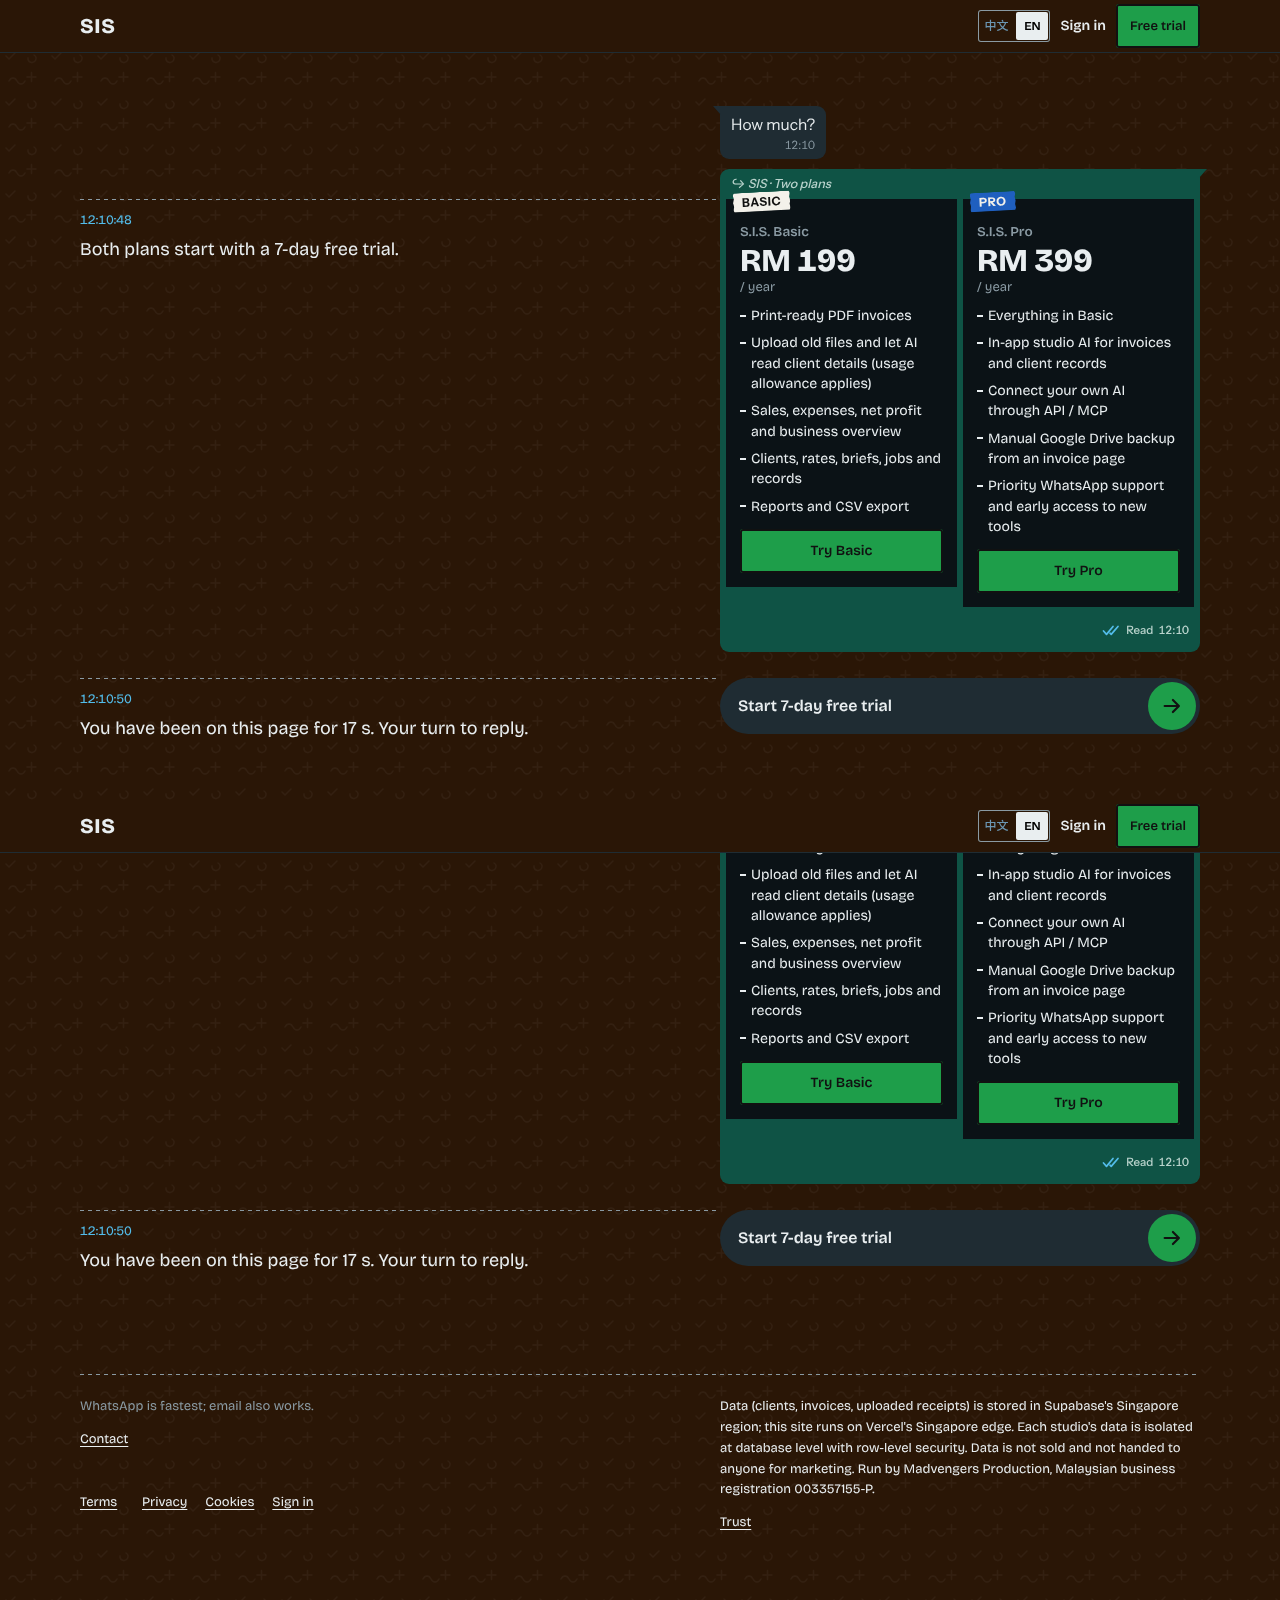 SIS
中文 EN Sign in Free trial
How much?
12:10
↪ SIS · Two plans
12:10:48
Both plans start with a 7-day free trial.
BASIC
S.I.S. Basic
RM 199
/ year
– Print-ready PDF invoices
– Upload old files and let AI
read client details (usage
allowance applies)
– Sales, expenses, net profit
and business overview
– Clients, rates, briefs, jobs and
records
– Reports and CSV export
Try Basic
PRO
S.I.S. Pro
RM 399
/ year
– Everything in Basic
– In-app studio AI for invoices
and client records
– Connect your own AI
through API / MCP
– Manual Google Drive backup
from an invoice page
– Priority WhatsApp support
and early access to new
tools
Try Pro
Read 12:10
12:10:50
You have been on this page for 17 s. Your turn to reply.
Start 7-day free trial
SIS
中文 EN Sign in Free trial
– Upload old files and let AI
read client details (usage
allowance applies)
– Sales, expenses, net profit
and business overview
– Clients, rates, briefs, jobs and
records
– Reports and CSV export
Try Basic
– In-app studio AI for invoices
and client records
– Connect your own AI
through API / MCP
– Manual Google Drive backup
from an invoice page
– Priority WhatsApp support
and early access to new
tools
Try Pro
Read 12:10
12:10:50
You have been on this page for 17 s. Your turn to reply.
Start 7-day free trial
WhatsApp is fastest; email also works.
Contact
Terms Privacy Cookies Sign in
Data (clients, invoices, uploaded receipts) is stored in Supabase's Singapore
region; this site runs on Vercel's Singapore edge. Each studio's data is isolated
at database level with row-level security. Data is not sold and not handed to
anyone for marketing. Run by Madvengers Production, Malaysian business
registration 003357155-P.
Trust